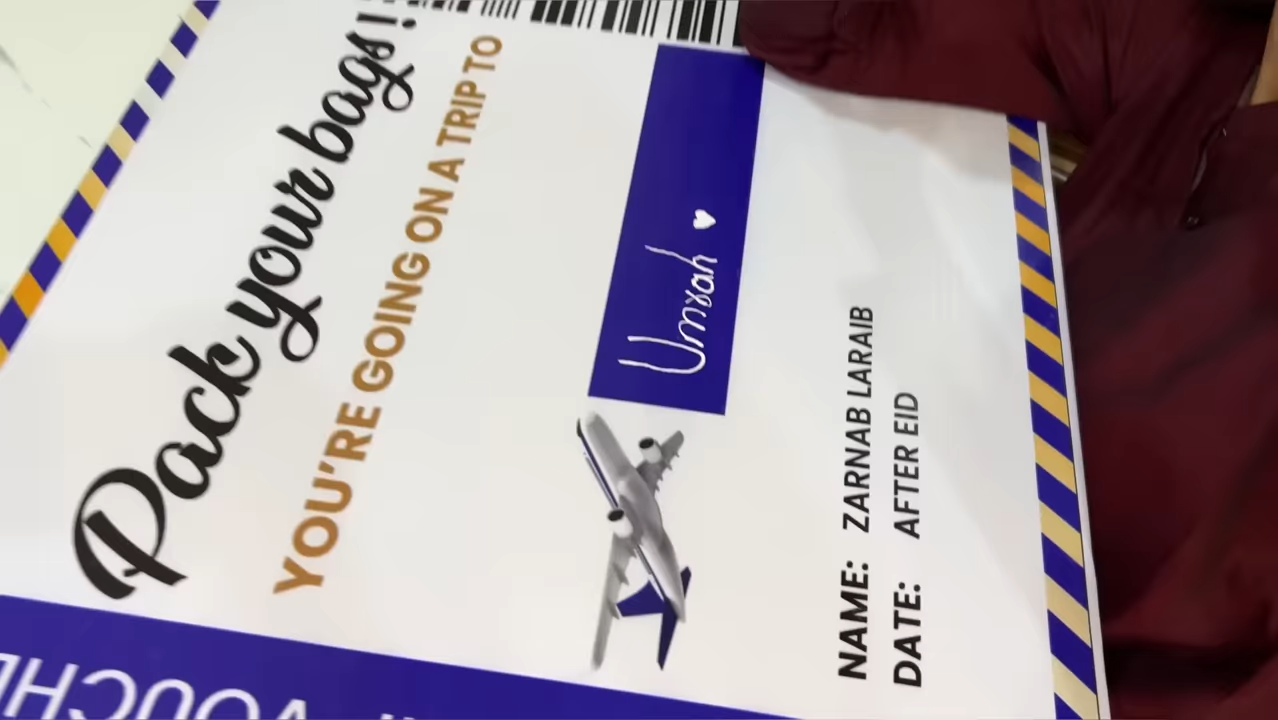 Pack your bags!
YOU'RE GOING ON A TRIP TO
Umrah
NAME: ZARNAB LARAIB
DATE: AFTER EID